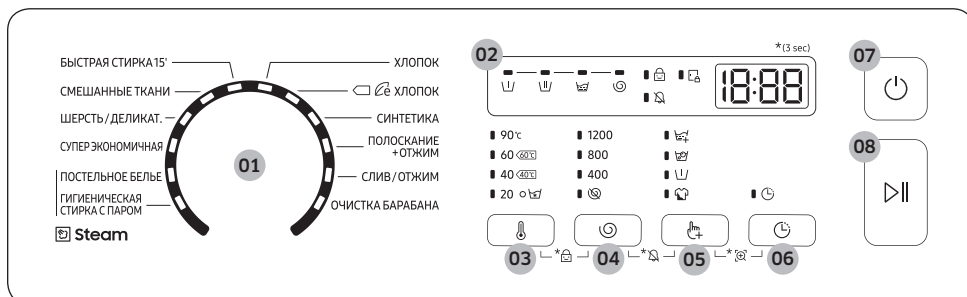 *(3 sec)
02
07
БЫСТРАЯ СТИРКА 15'
ХЛОПОК
СМЕШАННЫЕ ТКАНИ
ХЛОПОК
18:88
ШЕРСТЬ / ДЕЛИКАТ.
СИНТЕТИКА
СУПЕР ЭКОНОМИЧНАЯ
ПОЛОСКАНИЕ
+ ОТЖИМ
01
ПОСТЕЛЬНОЕ БЕЛЬЕ
СЛИВ / ОТЖИМ
ГИГИЕНИЧЕСКАЯ
СТИРКА С ПАРОМ
ОЧИСТКА БАРАБАНА
Steam
90℃ 1200
60 60℃ 800
40 40℃ 400
20
08
03 * 04 * 05 * 06